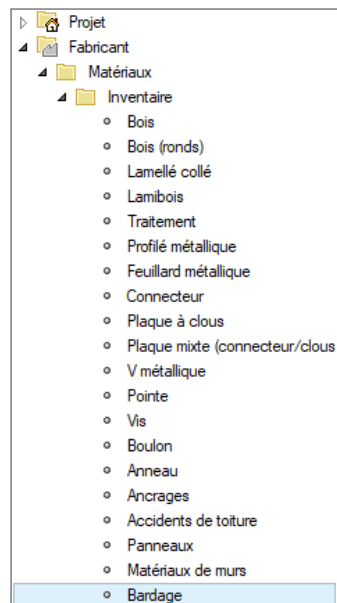 Projet
Fabricant
Matériaux
Inventaire
Bois
Bois (ronds)
Lamellé collé
Lamibois
Traitement
Profilé métallique
Feuillard métallique
Connecteur
Plaque à clous
Plaque mixte (connecteur/clous
V métallique
Pointe
Vis
Boulon
Anneau
Ancrages
Accidents de toiture
Panneaux
Matériaux de murs
Bardage